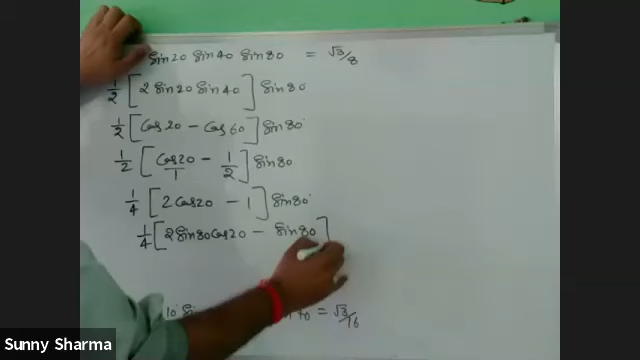 Sin20 Sin40 Sin80 = √3/8
1/2 [2 Sin20 Sin40] Sin80
1/2 [Cos20 - Cos60] Sin80
1/2 [Cos20/1 - 1/2] Sin80
1/4 [2Cos20 - 1] Sin80
1/4 [2Sin80Cos20 - Sin80]
10 = √3/16
Sunny Sharma